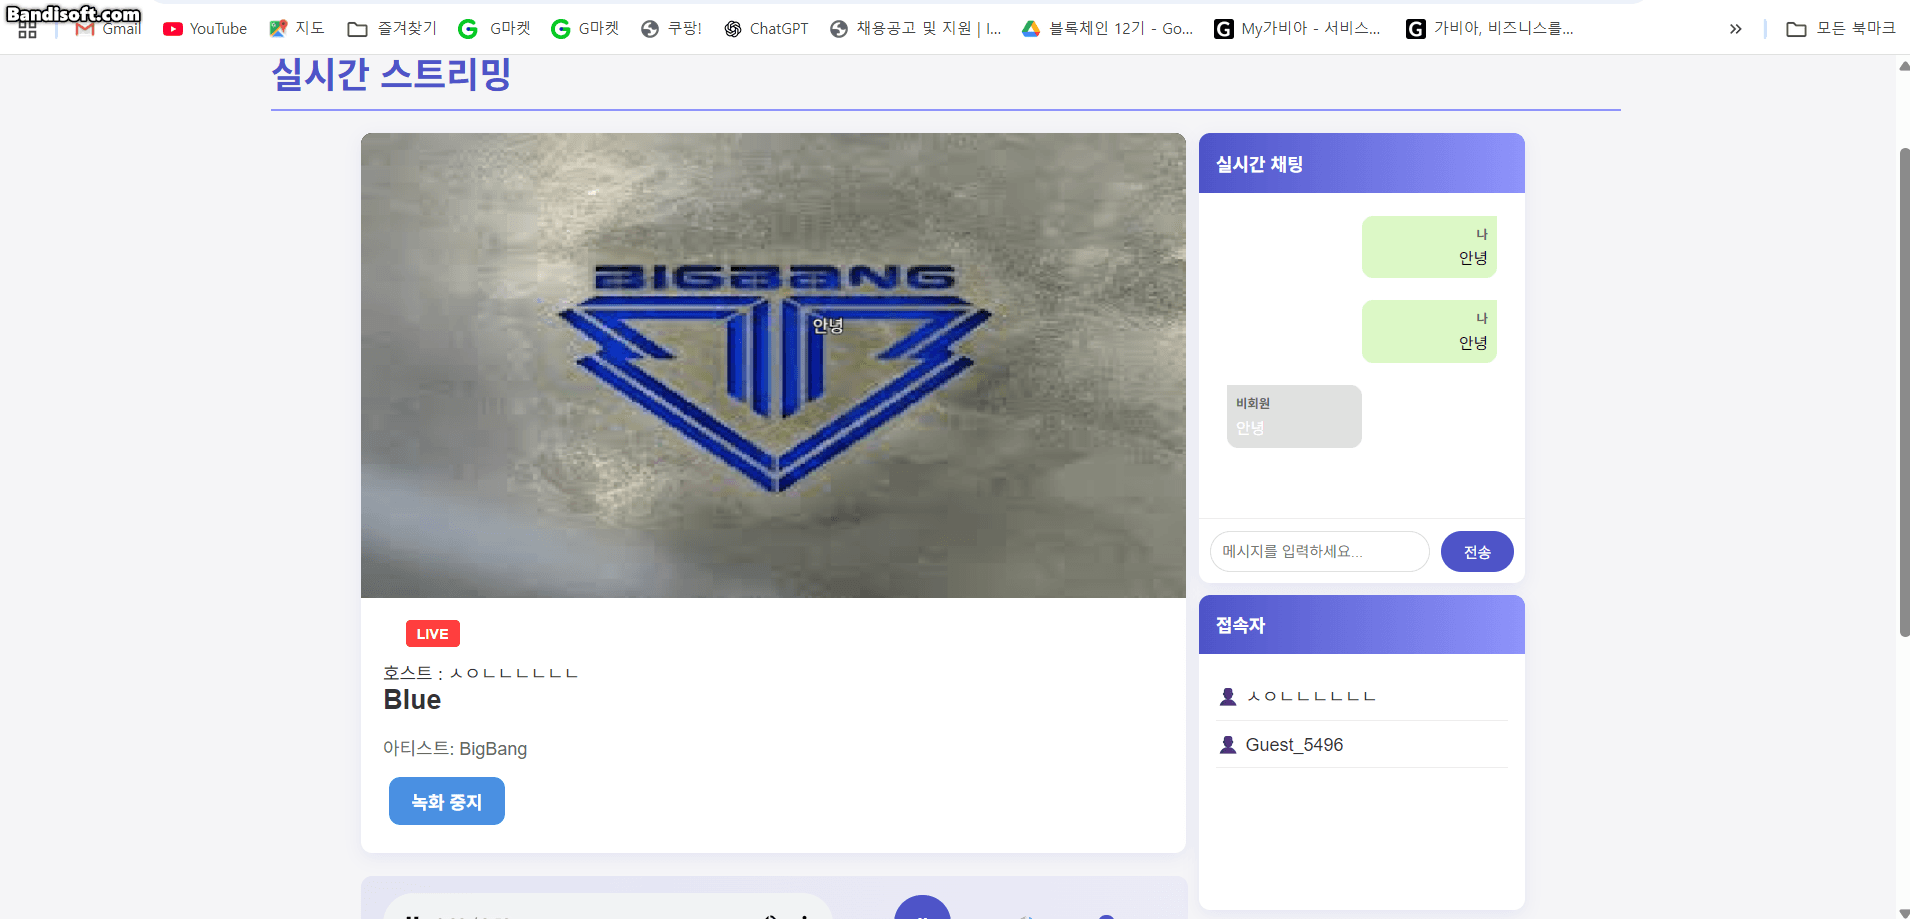 Bandisoft.com
Gmail
YouTube
지도
즐겨찾기
G마켓
G마켓
쿠팡!
ChatGPT
채용공고 및 지원 | I...
블록체인 12기 - Go...
My가비아 - 서비스...
가비아, 비즈니스를...
모든 북마크
실시간 스트리밍
BIGBANG
안녕
LIVE
호스트 : ㅅㅇㄴㄴㄴㄴㄴㄴ
Blue
아티스트: BigBang
녹화 중지
실시간 채팅
나
안녕
나
안녕
비회원
안녕
메시지를 입력하세요...
전송
접속자
ㅅㅇㄴㄴㄴㄴㄴㄴ
Guest_5496